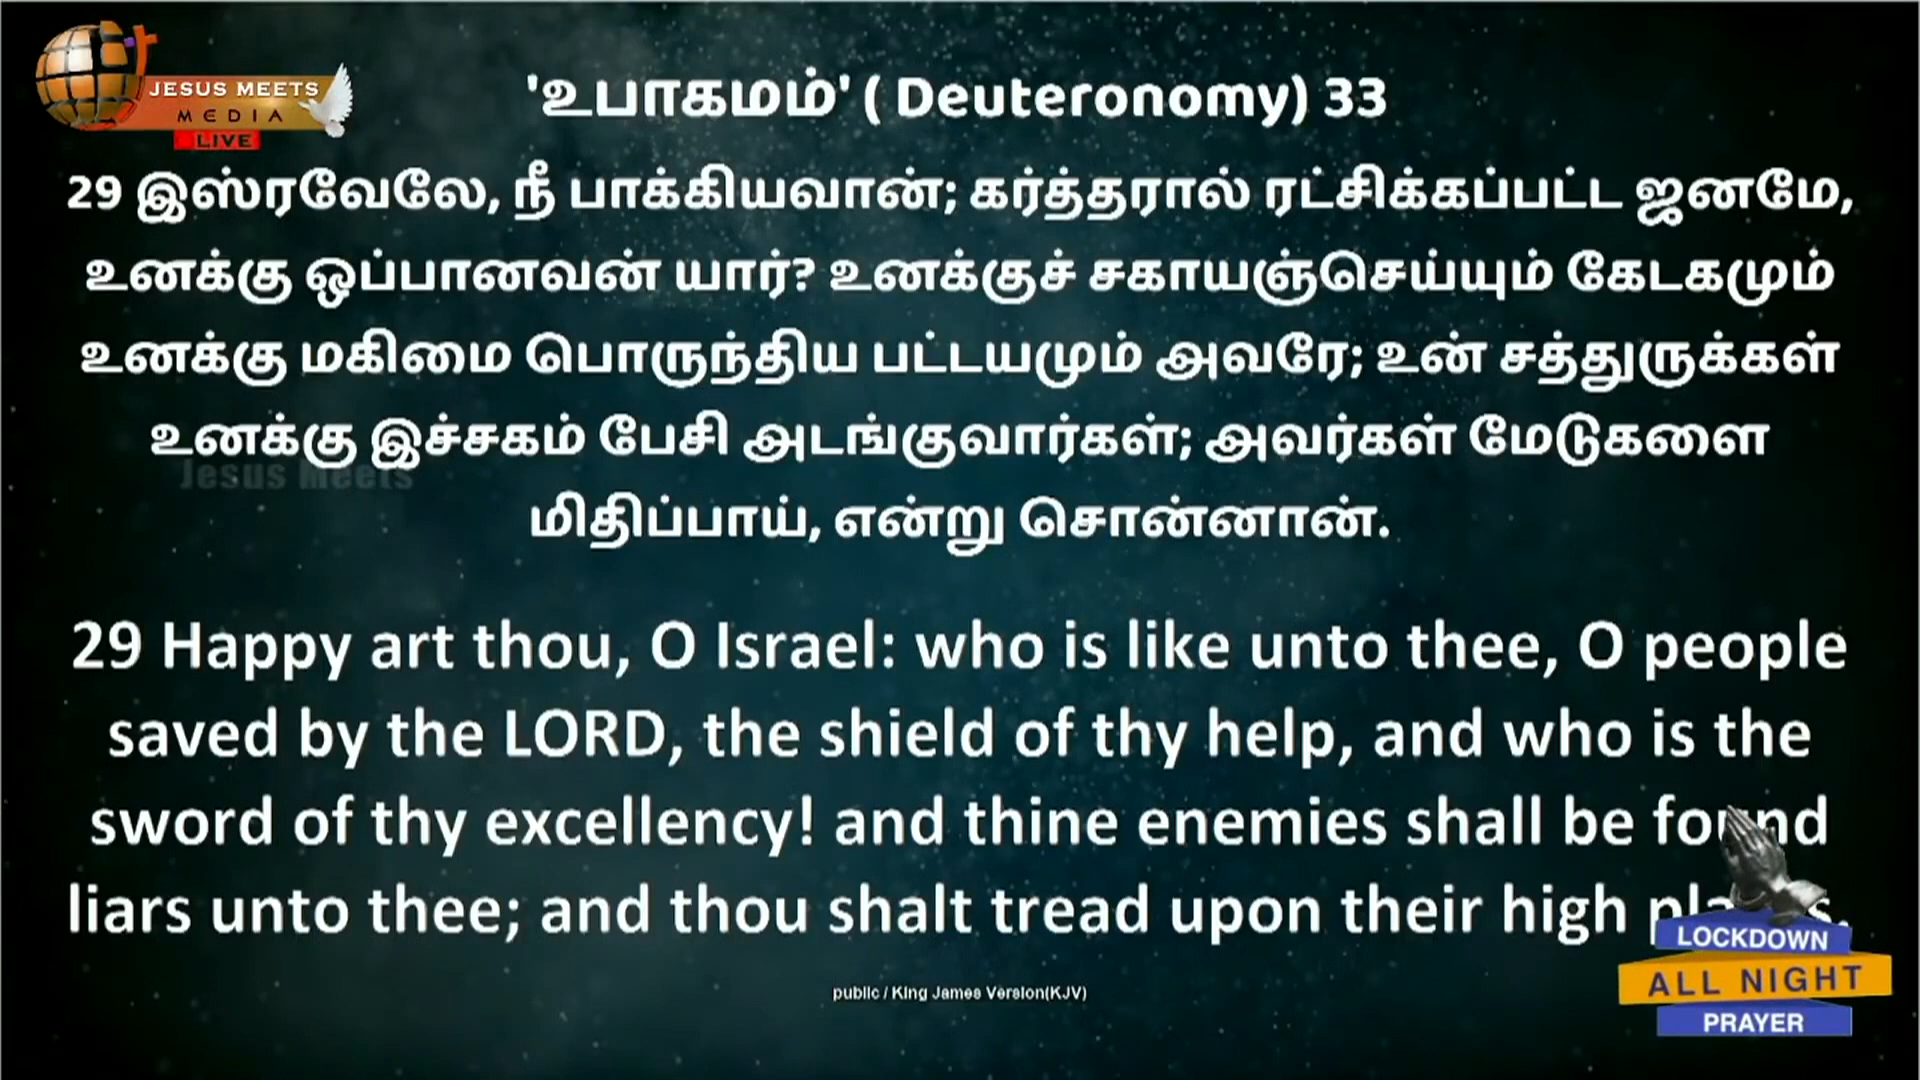 JESUS MEETS
MEDIA
LIVE
'உபாகமம்' ( Deuteronomy) 33
29 இஸ்ரவேலே, நீ பாக்கியவான்; கர்த்தரால் ரட்சிக்கப்பட்ட ஜனமே,
உனக்கு ஒப்பானவன் யார்? உனக்குச் சகாயஞ்செய்யும் கேடகமும்
உனக்கு மகிமை பொருந்திய பட்டயமும் அவரே; உன் சத்துருக்கள்
உனக்கு இச்சகம் பேசி அடங்குவார்கள்; அவர்கள் மேடுகளை
Jesus Meets
மிதிப்பாய், என்று சொன்னான்.
29 Happy art thou, O Israel: who is like unto thee, O people
saved by the LORD, the shield of thy help, and who is the
sword of thy excellency! and thine enemies shall be found
liars unto thee; and thou shalt tread upon their high places.
public / King James Version(KJV)
LOCKDOWN
ALL NIGHT
PRAYER